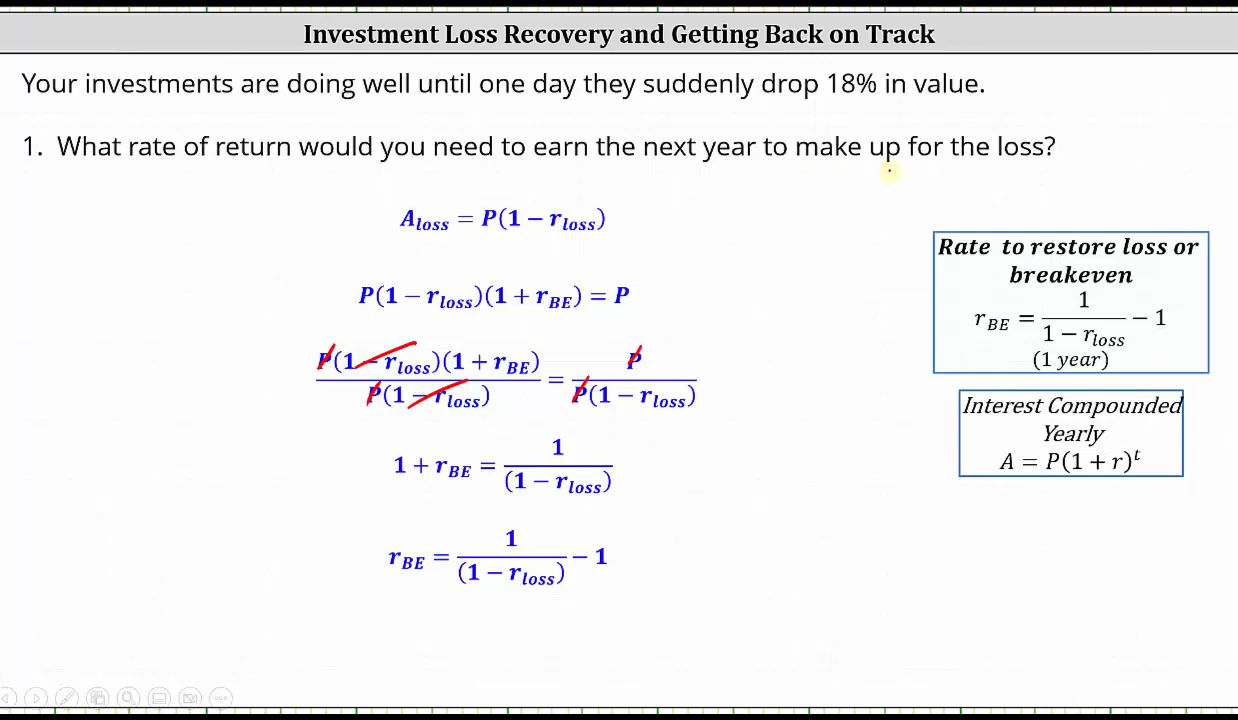 Investment Loss Recovery and Getting Back on Track
Your investments are doing well until one day they suddenly drop 18% in value.
1. What rate of return would you need to earn the next year to make up for the loss?
A_loss = P(1 − r_loss)
P(1 − r_loss)(1 + r_BE) = P
P(1 − r_loss)(1 + r_BE) / P(1 − r_loss) = P / P(1 − r_loss)
1 + r_BE = 1 / (1 − r_loss)
r_BE = 1 / (1 − r_loss) − 1
Rate to restore loss or
breakeven
r_BE = 1 / (1 − r_loss) − 1
(1 year)
Interest Compounded
Yearly
A = P(1 + r)^t